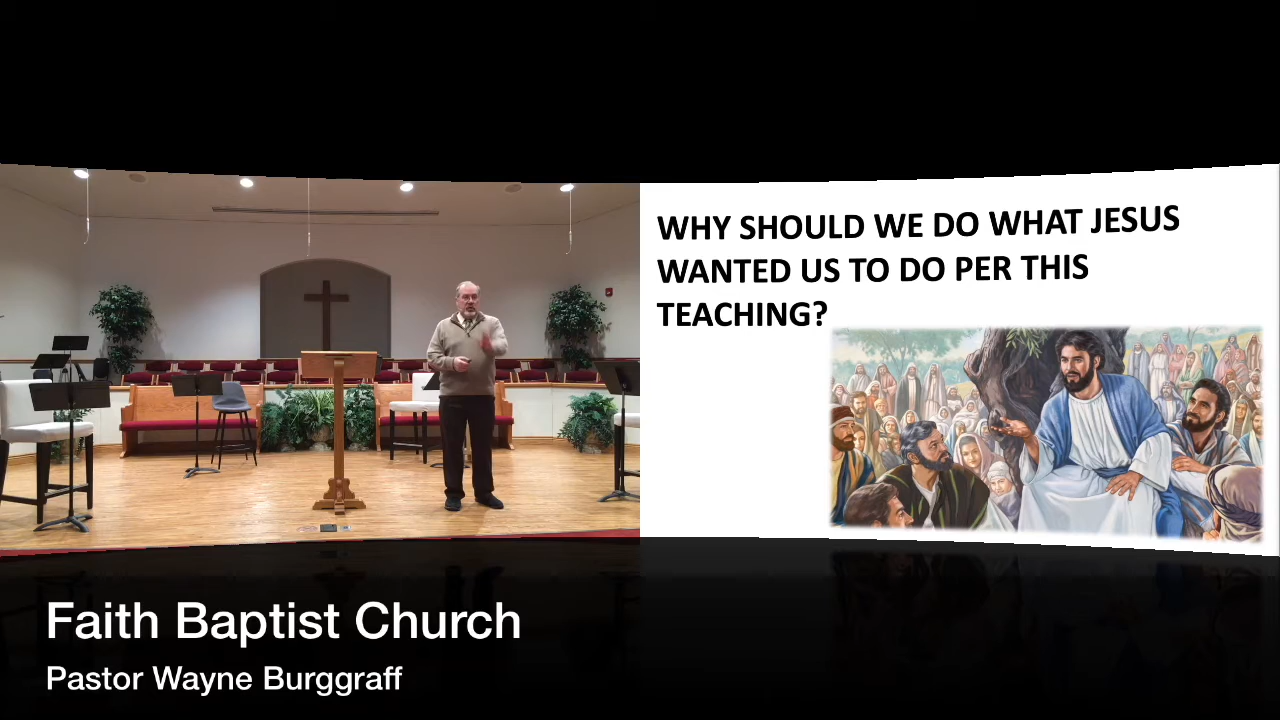 WHY SHOULD WE DO WHAT JESUS
WANTED US TO DO PER THIS
TEACHING?
Faith Baptist Church
Pastor Wayne Burggraff